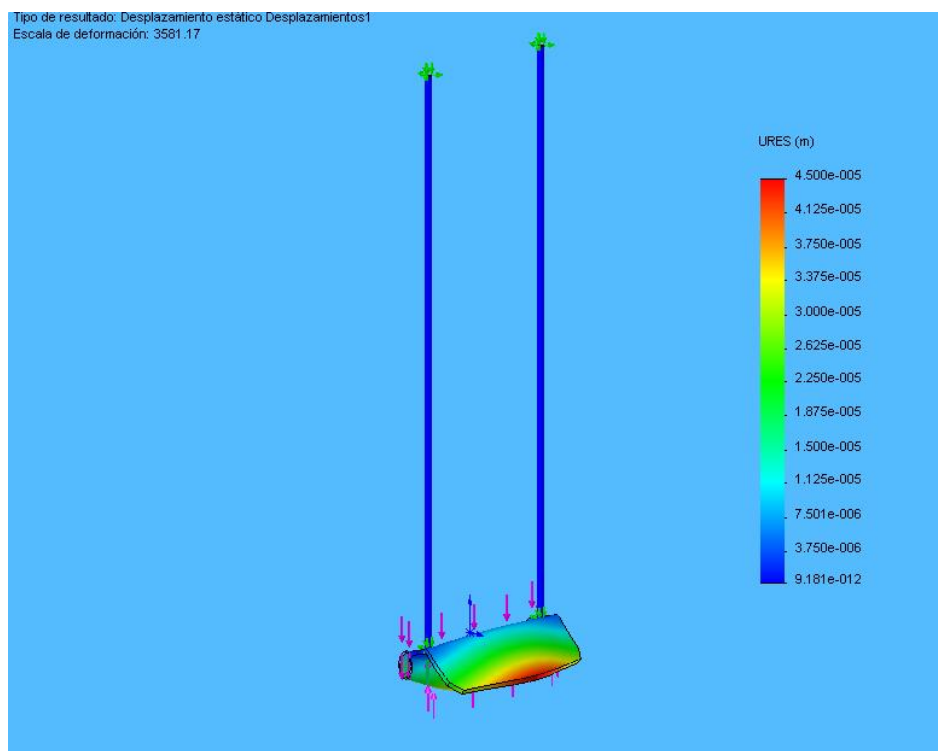 Tipo de resultado: Desplazamiento estático Desplazamientos1
Escala de deformación: 3581.17
URES (m)
4.500e-005
4.125e-005
3.750e-005
3.375e-005
3.000e-005
2.625e-005
2.250e-005
1.875e-005
1.500e-005
1.125e-005
7.501e-006
3.750e-006
9.181e-012